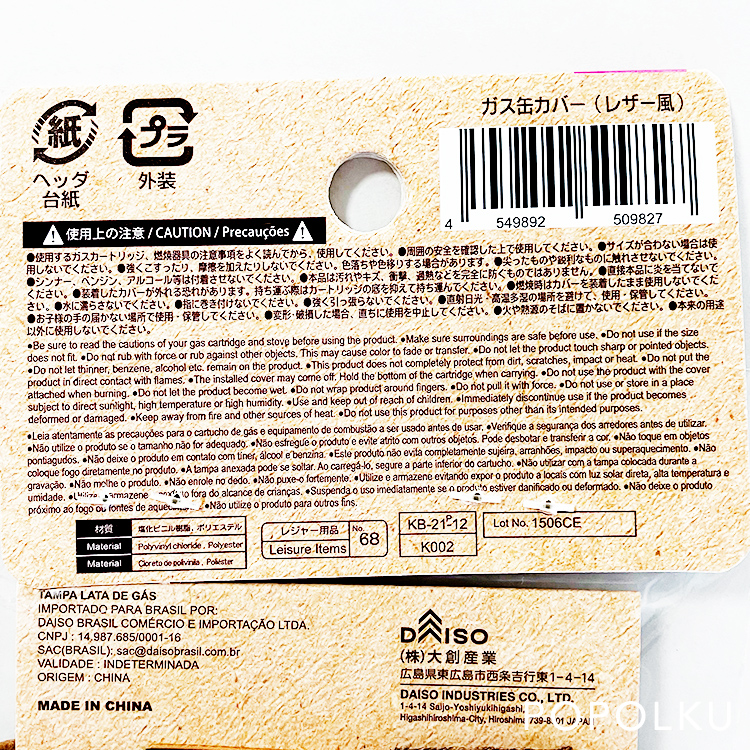 紙
ヘッダ
台紙
プラ
外装
ガス缶カバー（レザー風）
4 549892 509827
使用上の注意 / CAUTION / Precauções
●使用するガスカートリッジ、燃焼器具の注意事項をよく読んでから、使用してください。●周囲の安全を確認した上で使用してください。●サイズが合わない場合は使
用しないでください。●強くこすったり、摩擦を加えたりしないでください。色落ちや色移りする場合があります。●尖ったものや鋭利なものに触れさせないでください。
●シンナー、ベンジン、アルコール等は付着させないでください。●本品は汚れやキズ、衝撃、過熱などを完全に防ぐものではありません。●直接本品に炎を当てないで
ください。●装着したカバーが外れる恐れがあります。持ち運ぶ際はカートリッジの底を抑えて持ち運んでください。●燃焼時はカバーを装着したまま使用しないでくだ
さい。●水に濡らさないでください。●指に巻き付けないでください。●強く引っ張らないでください。●直射日光・高温多湿の場所を避けて、使用・保管してください。
●お子様の手の届かない場所で使用・保管してください。●変形・破損した場合、直ちに使用を中止してください。●火や熱源のそばに置かないでください。●本来の用途
以外に使用しないでください。
●Be sure to read the cautions of your gas cartridge and stove before using the product. ●Make sure surroundings are safe before use. ●Do not use if the size
does not fit. ●Do not rub with force or rub against other objects. This may cause color to fade or transfer. ●Do not let the product touch sharp or pointed objects.
●Do not let thinner, benzene, alcohol etc. remain on the product. ●This product does not completely protect from dirt, scratches, impact or heat. ●Do not put the
product in direct contact with flames. ●The installed cover may come off. Hold the bottom of the cartridge when carrying. ●Do not use the product with the cover
attached when burning. ●Do not let the product become wet. ●Do not wrap product around fingers. ●Do not pull it with force. ●Do not use or store in a place
subject to direct sunlight, high temperature or high humidity. ●Use and keep out of reach of children. ●Immediately discontinue use if the product becomes
deformed or damaged. ●Keep away from fire and other sources of heat. ●Do not use this product for purposes other than its intended purposes.
●Leia atentamente as precauções para o cartucho de gás e equipamento de combustão a ser usado antes de usar. ●Verifique a segurança dos arredores antes de utilizar.
●Não utilize o produto se o tamanho não for adequado. ●Não esfregue o produto e evite atrito com outros objetos. Pode desbotar e transferir a cor. ●Não toque em objetos
pontiagudos. ●Não deixe o produto em contato com tíner, álcool e benzina. ●Este produto não evita completamente sujeira, arranhões, impacto ou superaquecimento. ●Não
coloque fogo diretamente no produto. ●A tampa anexada pode se soltar. Ao carregá-lo, segure a parte inferior do cartucho. ●Não utilizar com a tampa colocada durante a
gravação. ●Não molhe o produto. ●Não enrole no dedo. ●Não puxe-o fortemente. ●Utilize e armazene evitando expor o produto a locais com luz solar direta, alta temperatura e
umidade. ●Utilize e armazene o produto fora do alcance de crianças. ●Suspenda o uso imediatamente se o produto estiver danificado ou deformado. ●Não deixe o produto
próximo ao fogo ou fontes de aquecimento. ●Não utilize o produto para outros fins.
材質 塩化ビニル樹脂，ポリエステル
Material Polyvinyl chloride , Polyester
Material Cloreto de polivinila , Poliéster
レジャー用品
Leisure Items
No.
68
KB-21-P-12
K002
Lot No. 1506CE
TAMPA LATA DE GÁS
IMPORTADO PARA BRASIL POR:
DAISO BRASIL COMÉRCIO E IMPORTAÇÃO LTDA.
CNPJ : 14,987.685/0001-16
SAC(BRASIL): sac@daisobrasil.com.br
VALIDADE : INDETERMINADA
ORIGEM : CHINA
MADE IN CHINA
DAISO
(株)大創産業
広島県東広島市西条吉行東1-4-14
DAISO INDUSTRIES CO., LTD.
1-4-14 Saijo-Yoshiyukihigashi,
Higashihiroshima-City, Hiroshima 739-8501 JAPAN
POPOLKU